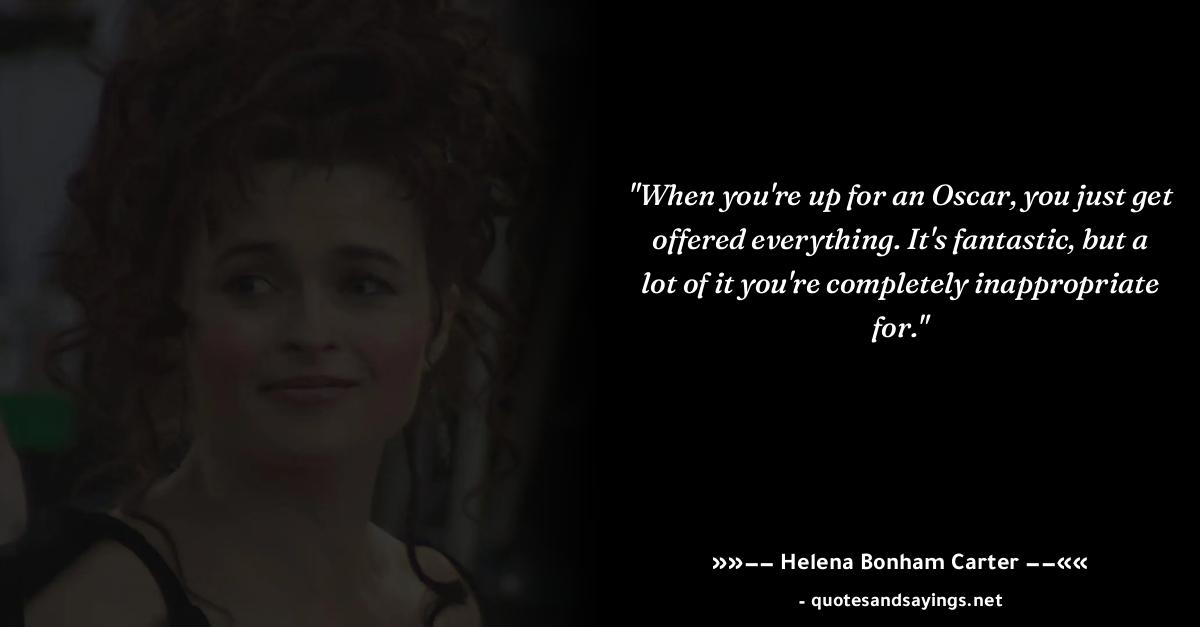 "When you're up for an Oscar, you just get
offered everything. It's fantastic, but a
lot of it you're completely inappropriate
for."
»»–– Helena Bonham Carter ––««
- quotesandsayings.net